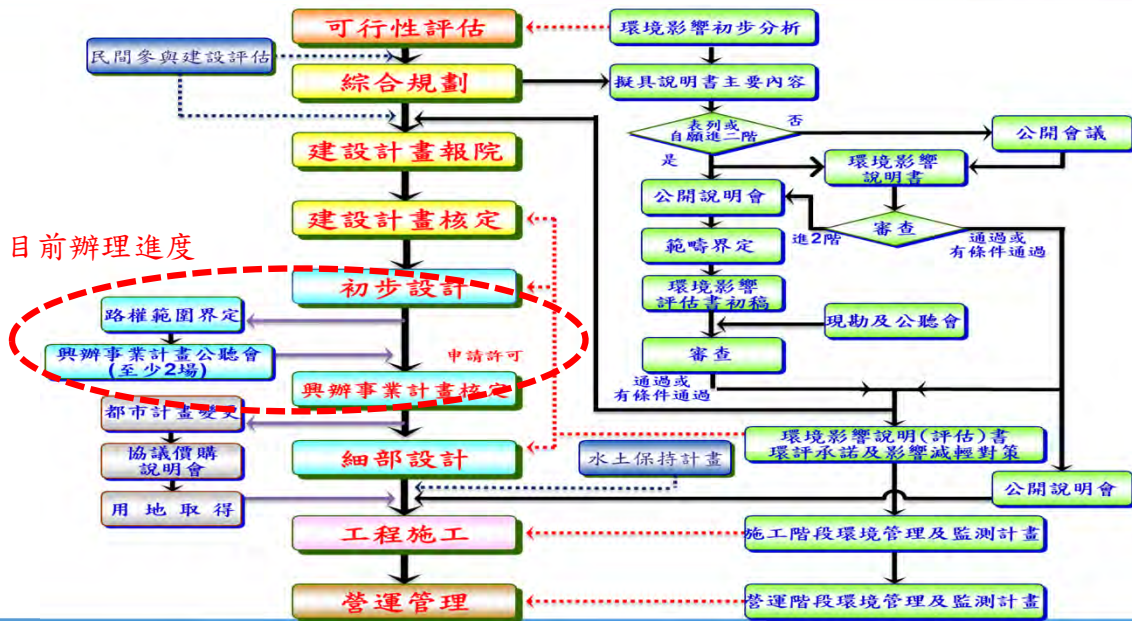 可行性評估
環境影響初步分析
民間參與建設評估
綜合規劃
擬具說明書主要內容
表列或
自願進二階
否
公開會議
是
建設計畫報院
環境影響
說明書
公開說明會
建設計畫核定
審查
進2階
通過或
有條件通過
範疇界定
目前辦理進度
初步設計
環境影響
評估書初稿
路權範圍界定
現勘及公聽會
興辦事業計畫公聽會
(至少2場)
申請許可
審查
通過或
有條件通過
興辦事業計畫核定
都市計畫變更
環境影響說明(評估)書
環評承諾及影響減輕對策
協議價購
說明會
細部設計
水土保持計畫
公開說明會
用地取得
工程施工
施工階段環境管理及監測計畫
營運管理
營運階段環境管理及監測計畫